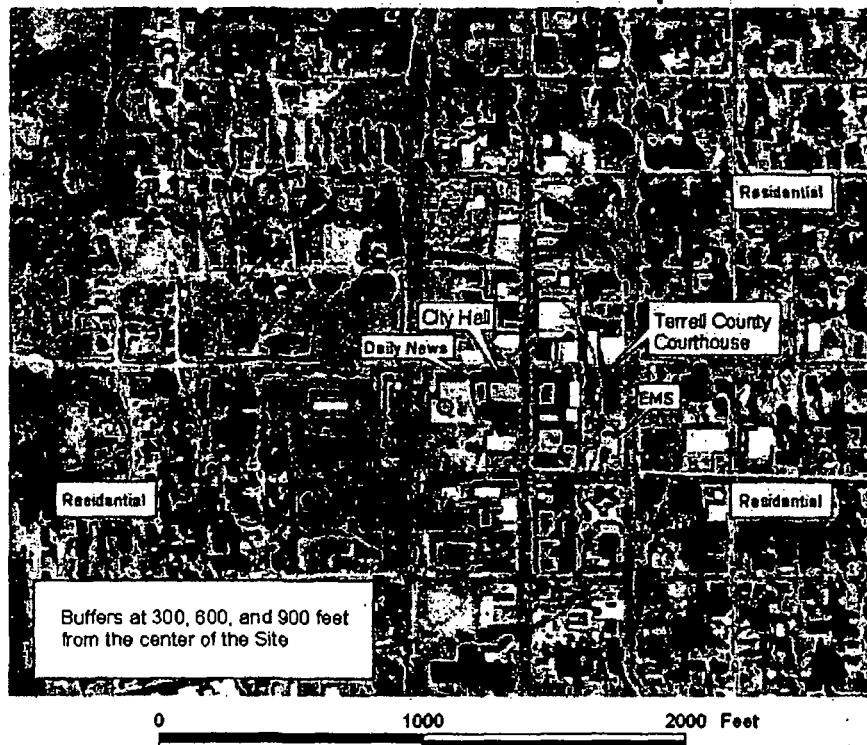 Residential
City Hall
Daily News
Terrell County
Courthouse
EMS
Residential
Residential
Buffers at 300, 600, and 900 feet
from the center of the Site
0 1000 2000 Feet